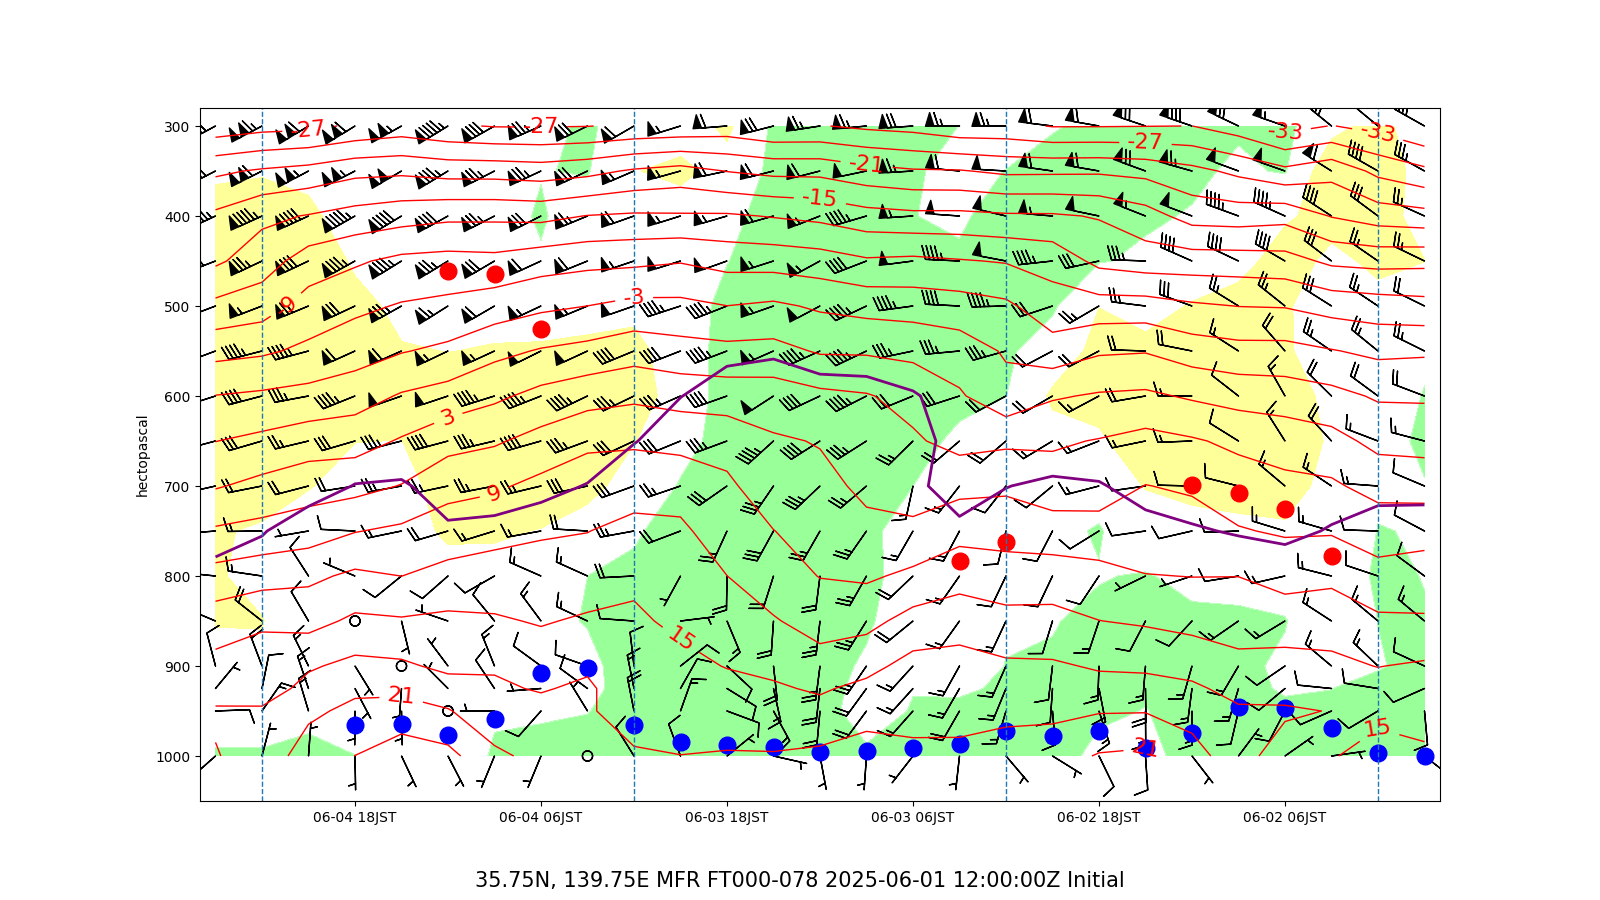 300
400
500
600
700
800
900
1000
hectopascal
-27
-27
-27
-33
-33
-21
-15
-9
-3
3
9
15
21
21
15
06-04 18JST
06-04 06JST
06-03 18JST
06-03 06JST
06-02 18JST
06-02 06JST
35.75N, 139.75E MFR FT000-078 2025-06-01 12:00:00Z Initial